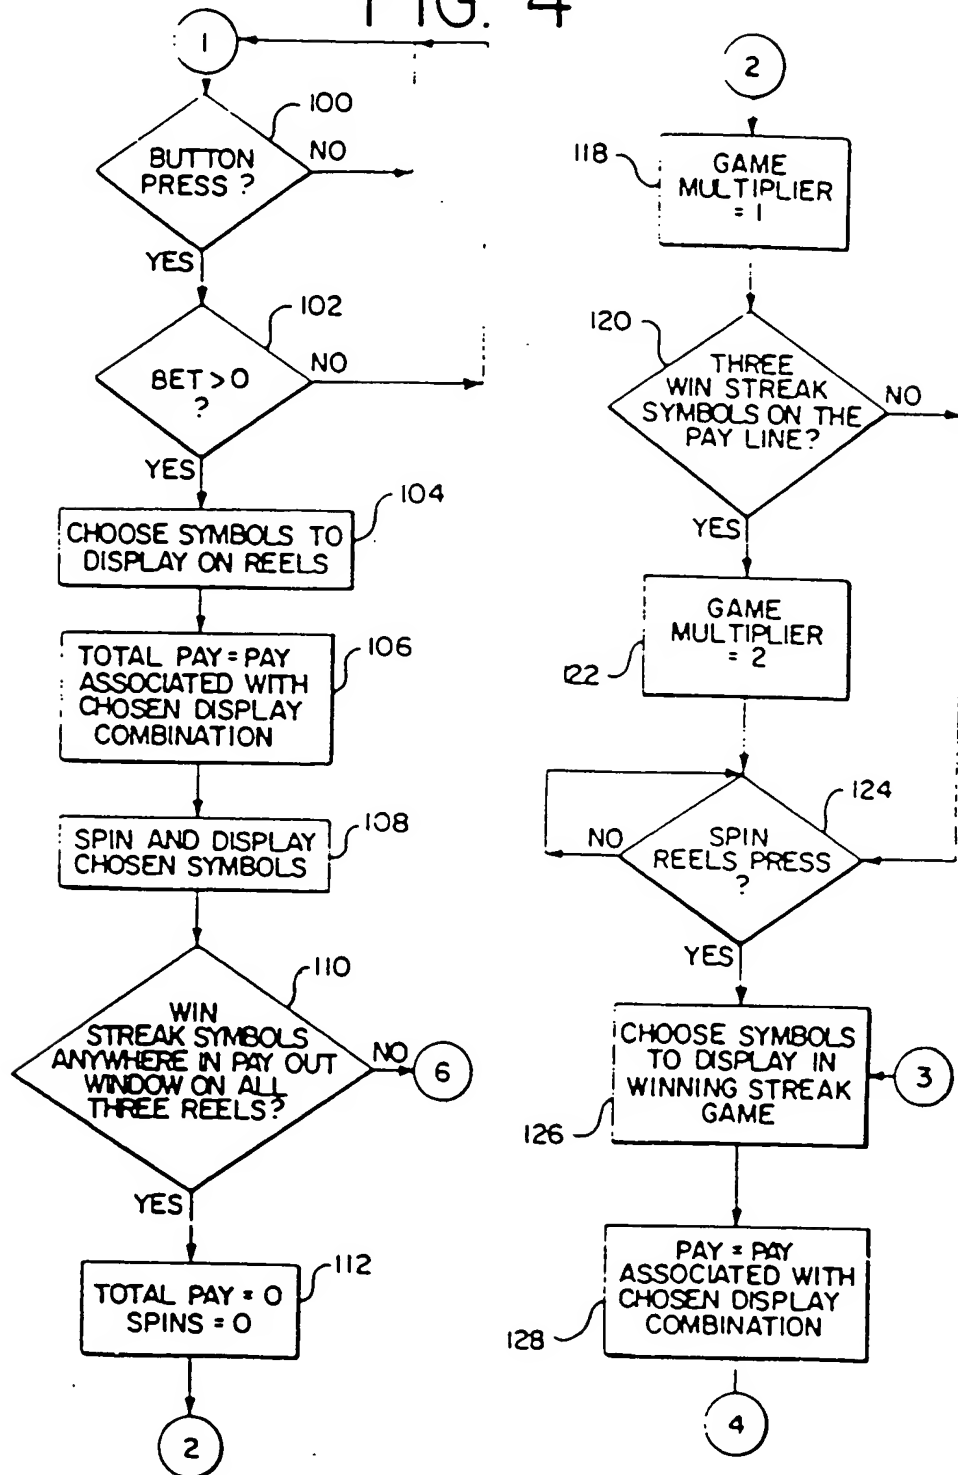 FIG. 4
1
100
BUTTON
PRESS ?
NO
YES
102
BET > 0
?
NO
YES
104
CHOOSE SYMBOLS TO
DISPLAY ON REELS
106
TOTAL PAY = PAY
ASSOCIATED WITH
CHOSEN DISPLAY
COMBINATION
108
SPIN AND DISPLAY
CHOSEN SYMBOLS
110
WIN
STREAK SYMBOLS
ANYWHERE IN PAY OUT
WINDOW ON ALL
THREE REELS?
NO
6
YES
112
TOTAL PAY = 0
SPINS = 0
2
2
118
GAME
MULTIPLIER
= 1
120
THREE
WIN STREAK
SYMBOLS ON THE
PAY LINE?
NO
YES
GAME
MULTIPLIER
= 2
122
124
SPIN
REELS PRESS
?
NO
YES
CHOOSE SYMBOLS
TO DISPLAY IN
WINNING STREAK
GAME
3
126
PAY = PAY
ASSOCIATED WITH
CHOSEN DISPLAY
COMBINATION
128
4